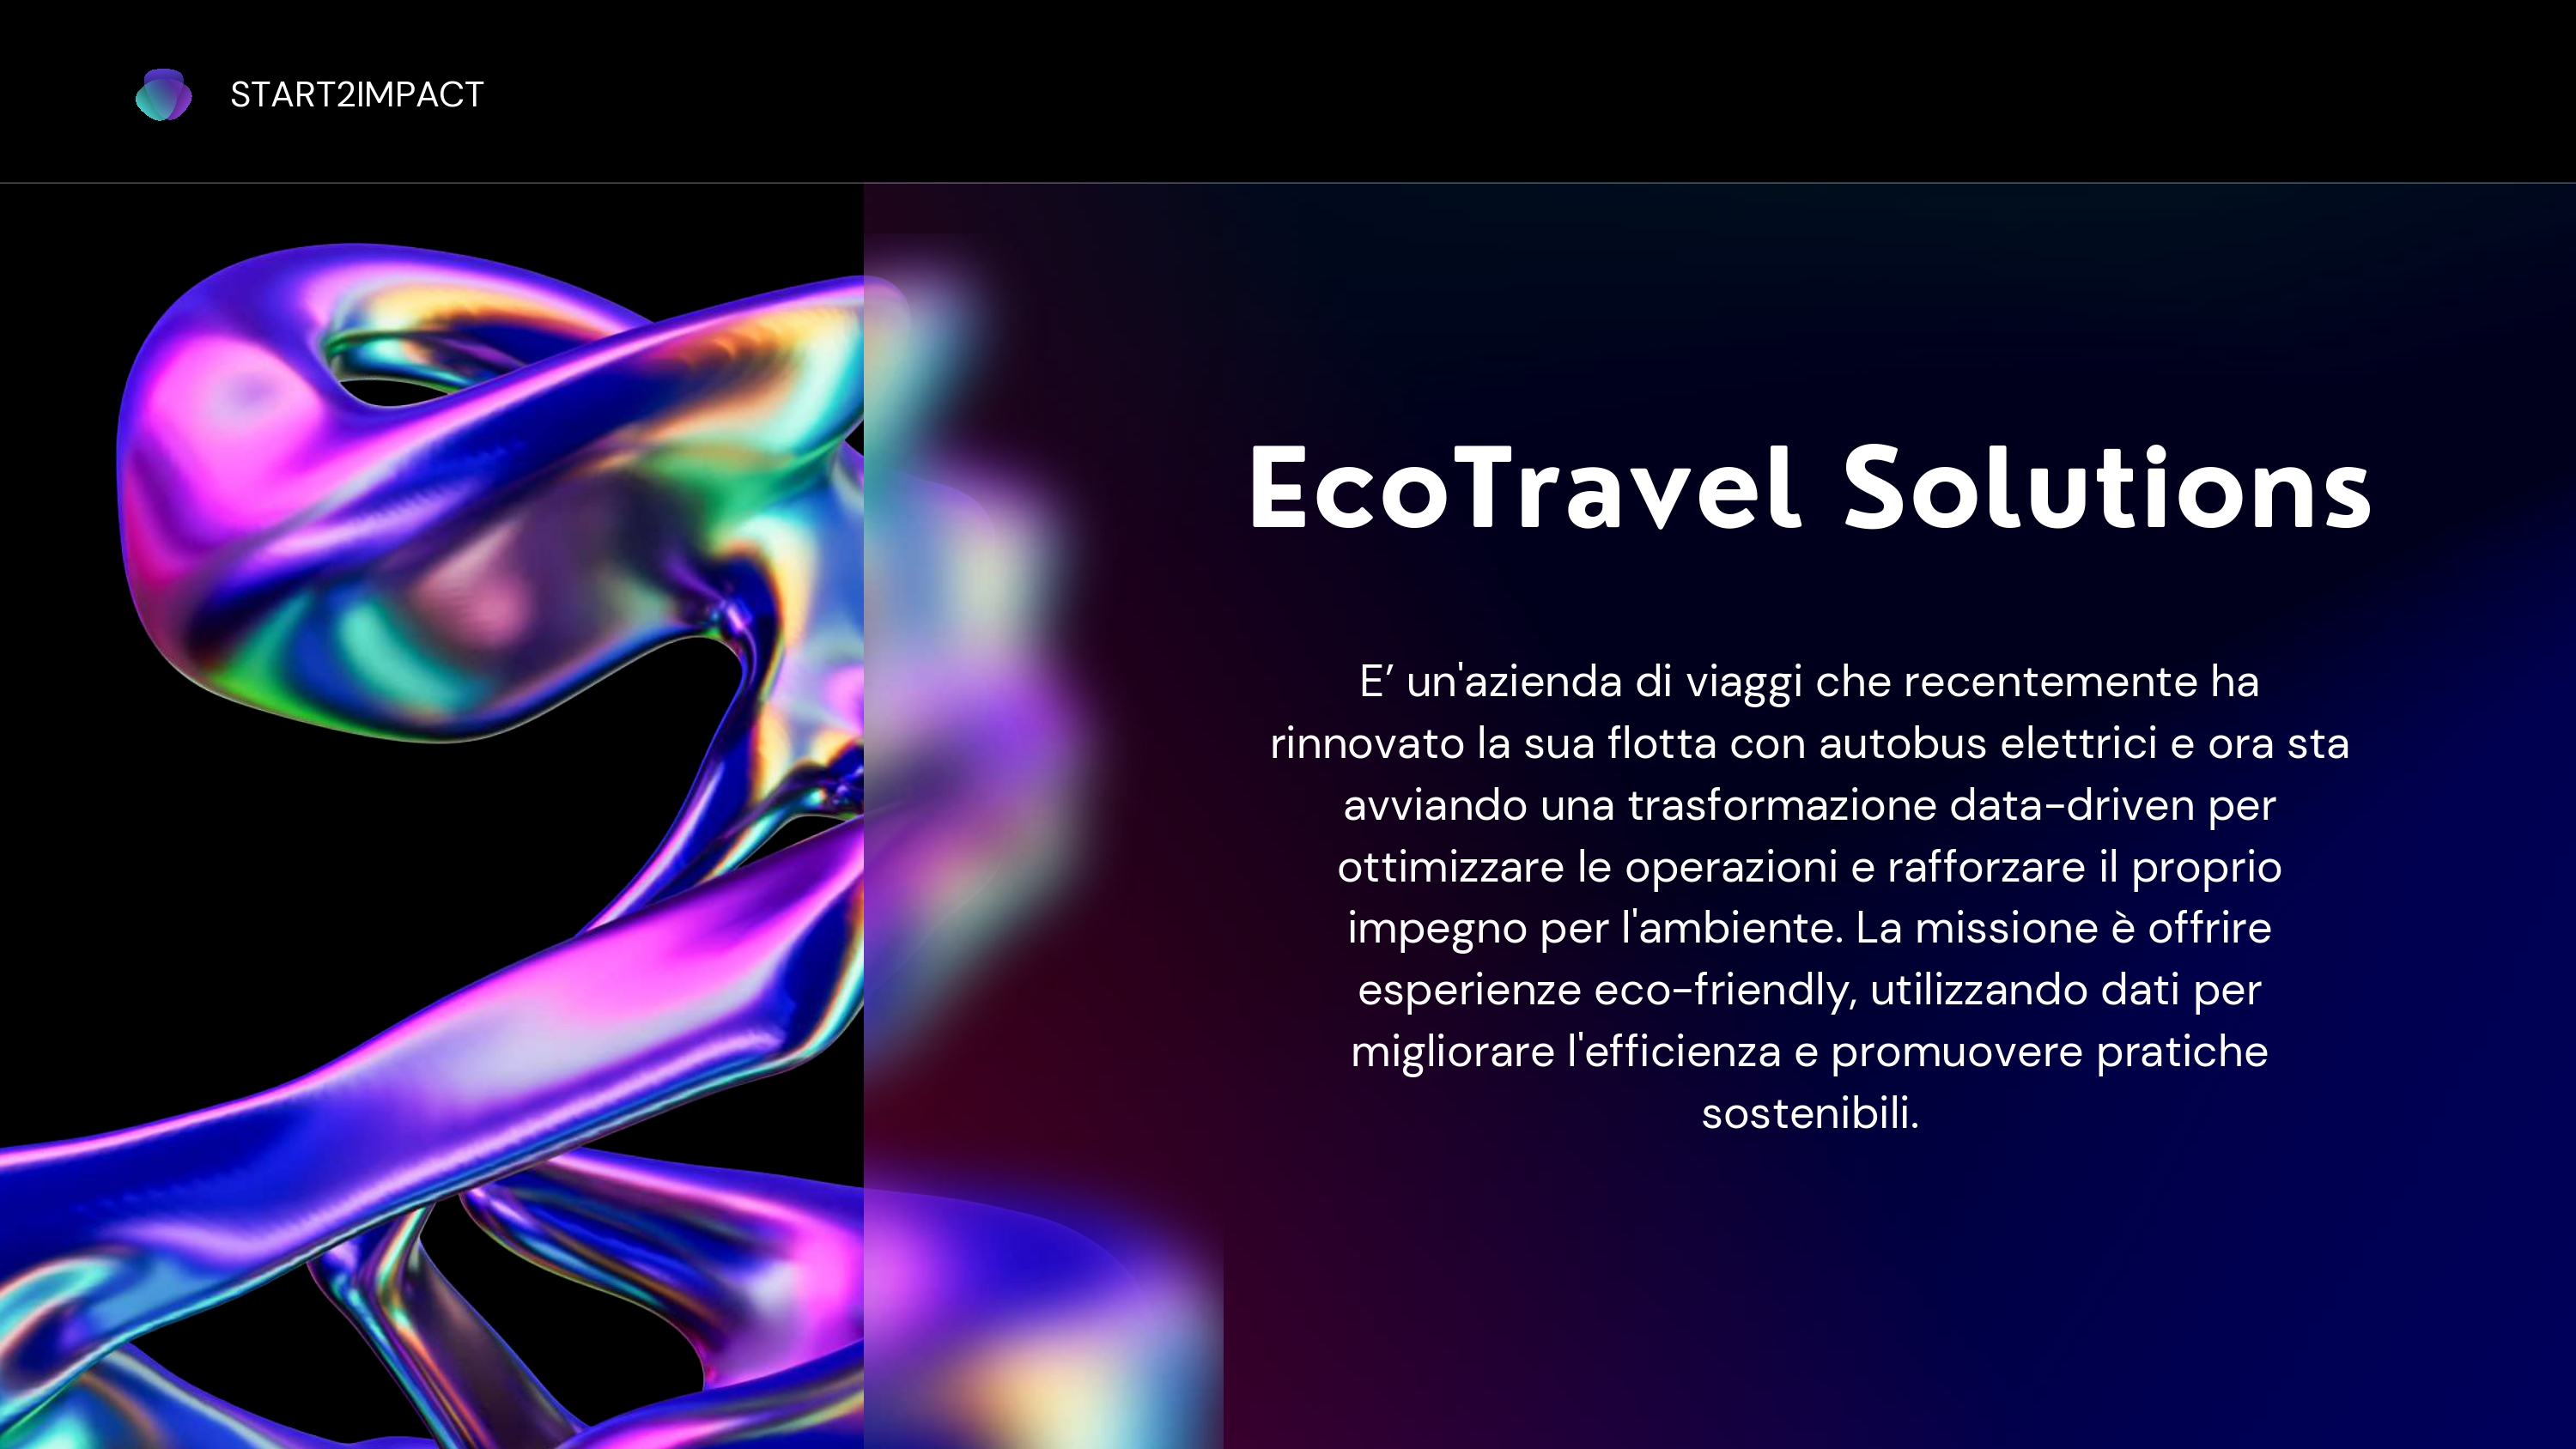 START2IMPACT
EcoTravel Solutions
E’ un'azienda di viaggi che recentemente ha
rinnovato la sua flotta con autobus elettrici e ora sta
avviando una trasformazione data-driven per
ottimizzare le operazioni e rafforzare il proprio
impegno per l'ambiente. La missione è offrire
esperienze eco-friendly, utilizzando dati per
migliorare l'efficienza e promuovere pratiche
sostenibili.